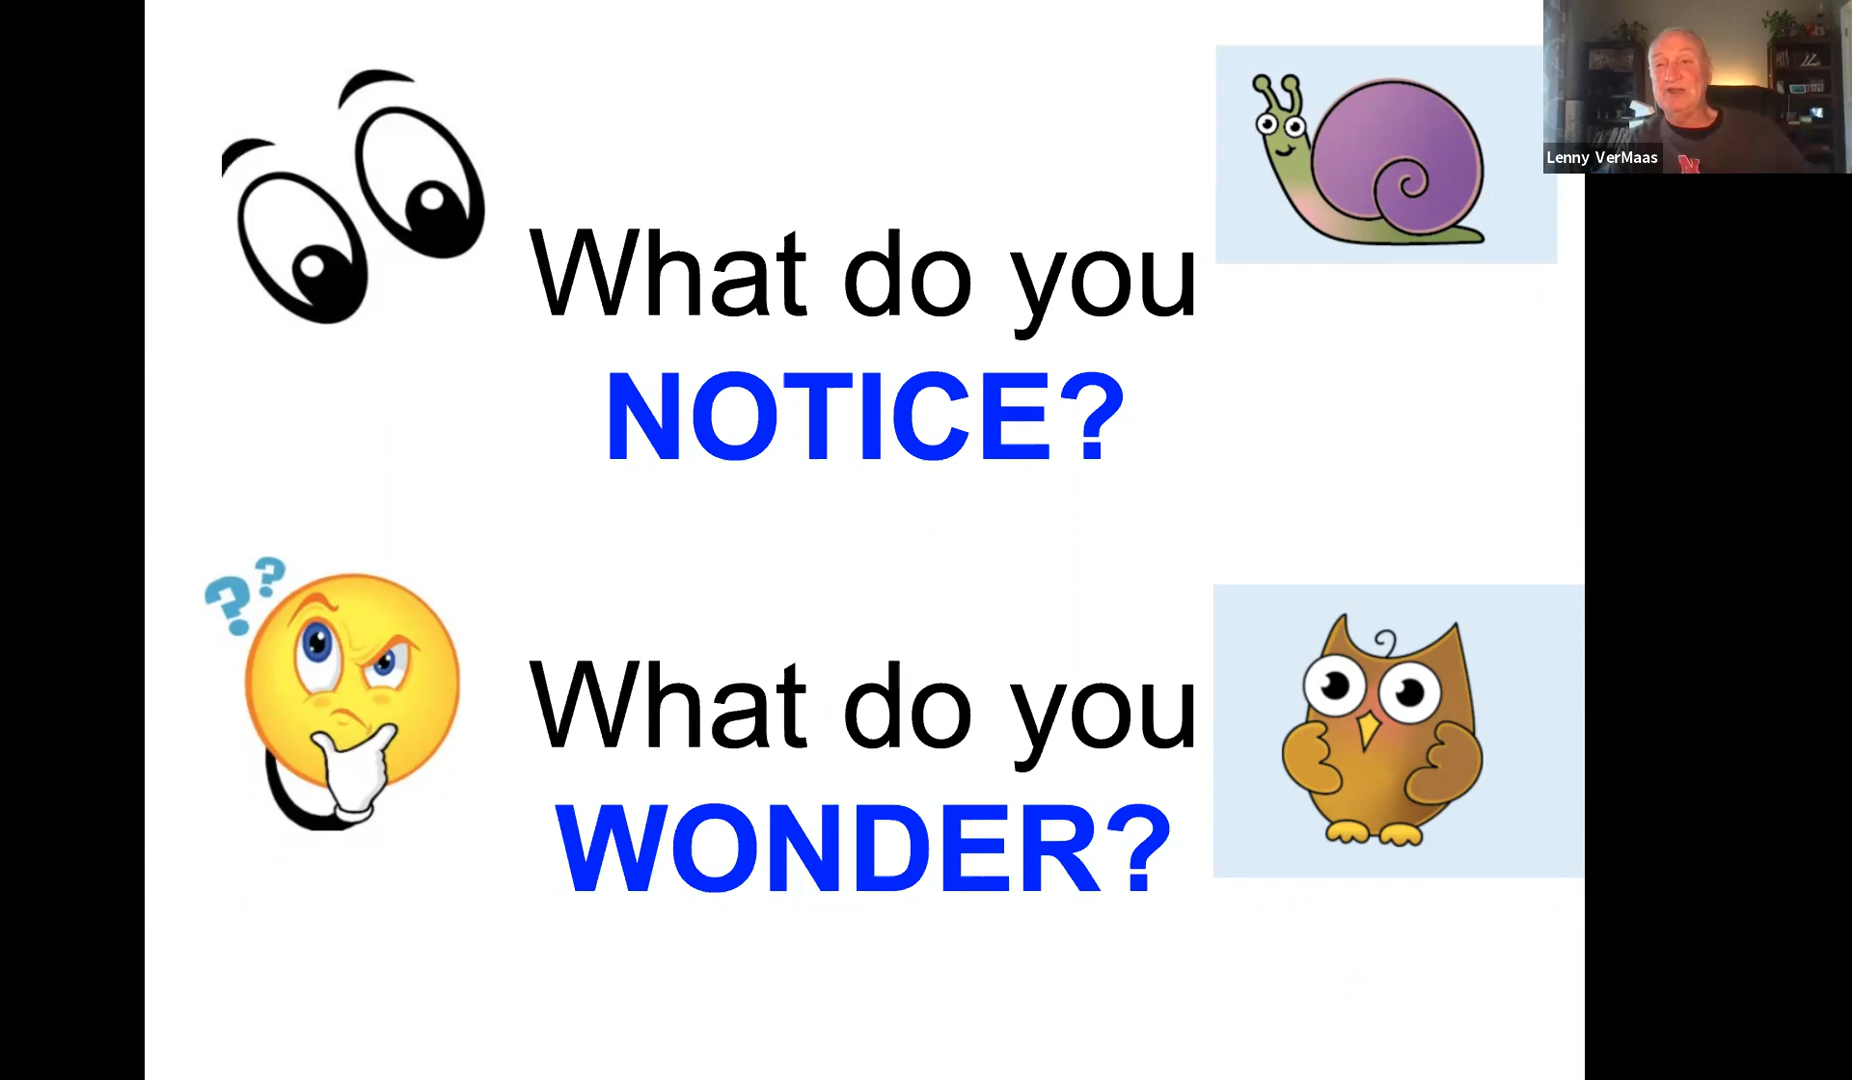 What do you
NOTICE?
? ?
What do you
WONDER?
Lenny VerMaas
N